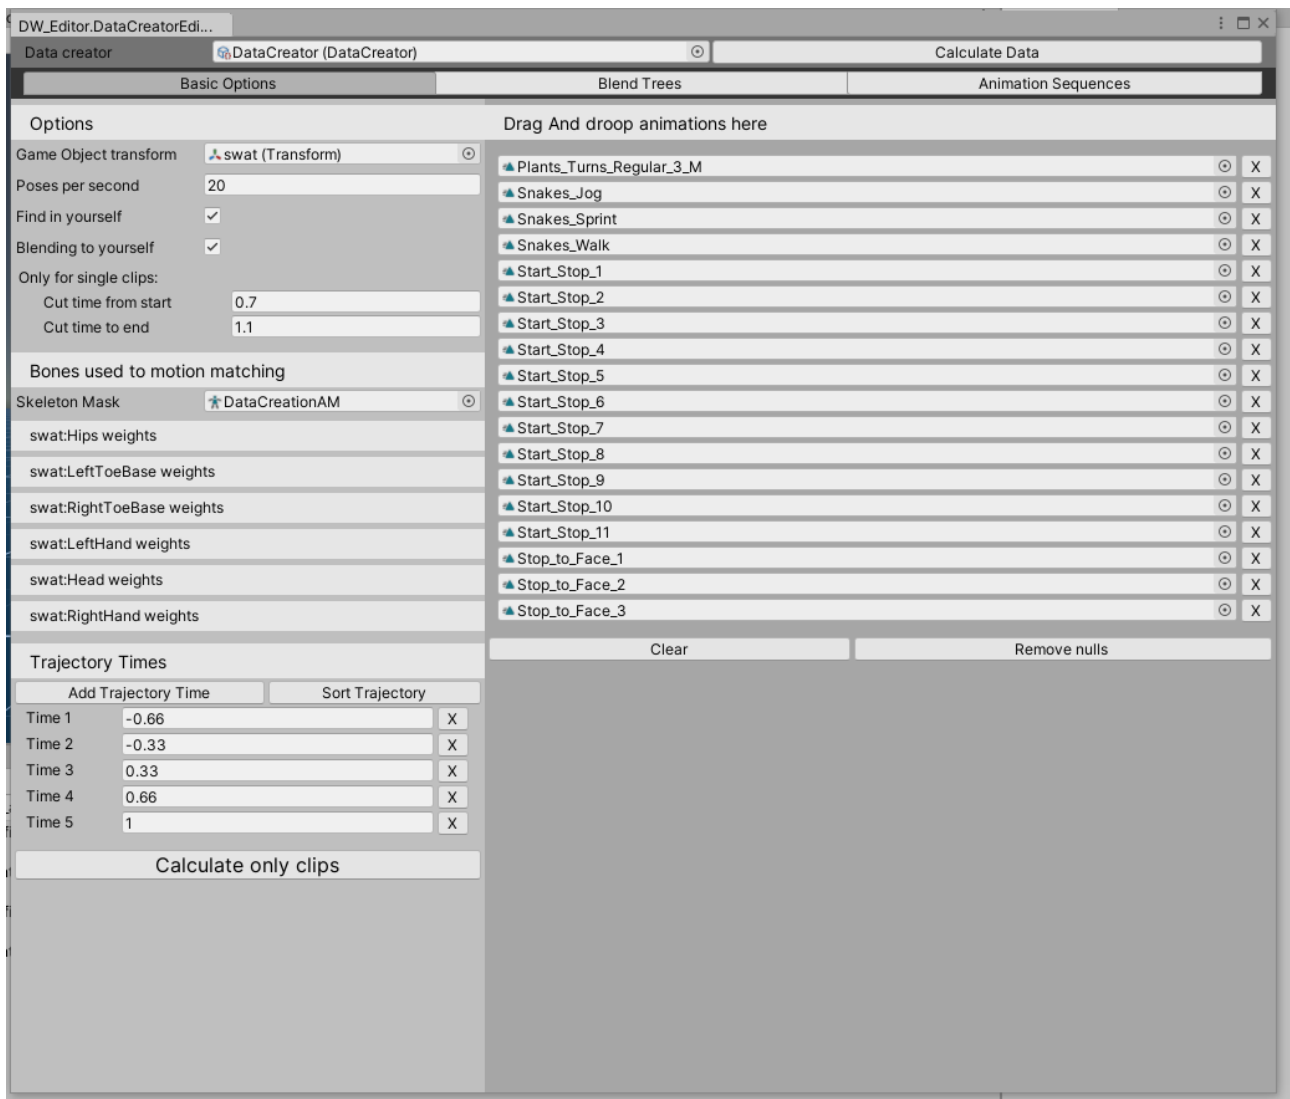 DW_Editor.DataCreatorEdi...
Data creator
DataCreator (DataCreator)
Calculate Data
Basic Options
Blend Trees
Animation Sequences
Options
Game Object transform
swat (Transform)
Poses per second
20
Find in yourself
Blending to yourself
Only for single clips:
Cut time from start
0.7
Cut time to end
1.1
Bones used to motion matching
Skeleton Mask
DataCreationAM
swat:Hips weights
swat:LeftToeBase weights
swat:RightToeBase weights
swat:LeftHand weights
swat:Head weights
swat:RightHand weights
Trajectory Times
Add Trajectory Time
Sort Trajectory
Time 1
-0.66
X
Time 2
-0.33
X
Time 3
0.33
X
Time 4
0.66
X
Time 5
1
X
Calculate only clips
Drag And droop animations here
Plants_Turns_Regular_3_M
X
Snakes_Jog
X
Snakes_Sprint
X
Snakes_Walk
X
Start_Stop_1
X
Start_Stop_2
X
Start_Stop_3
X
Start_Stop_4
X
Start_Stop_5
X
Start_Stop_6
X
Start_Stop_7
X
Start_Stop_8
X
Start_Stop_9
X
Start_Stop_10
X
Start_Stop_11
X
Stop_to_Face_1
X
Stop_to_Face_2
X
Stop_to_Face_3
X
Clear
Remove nulls